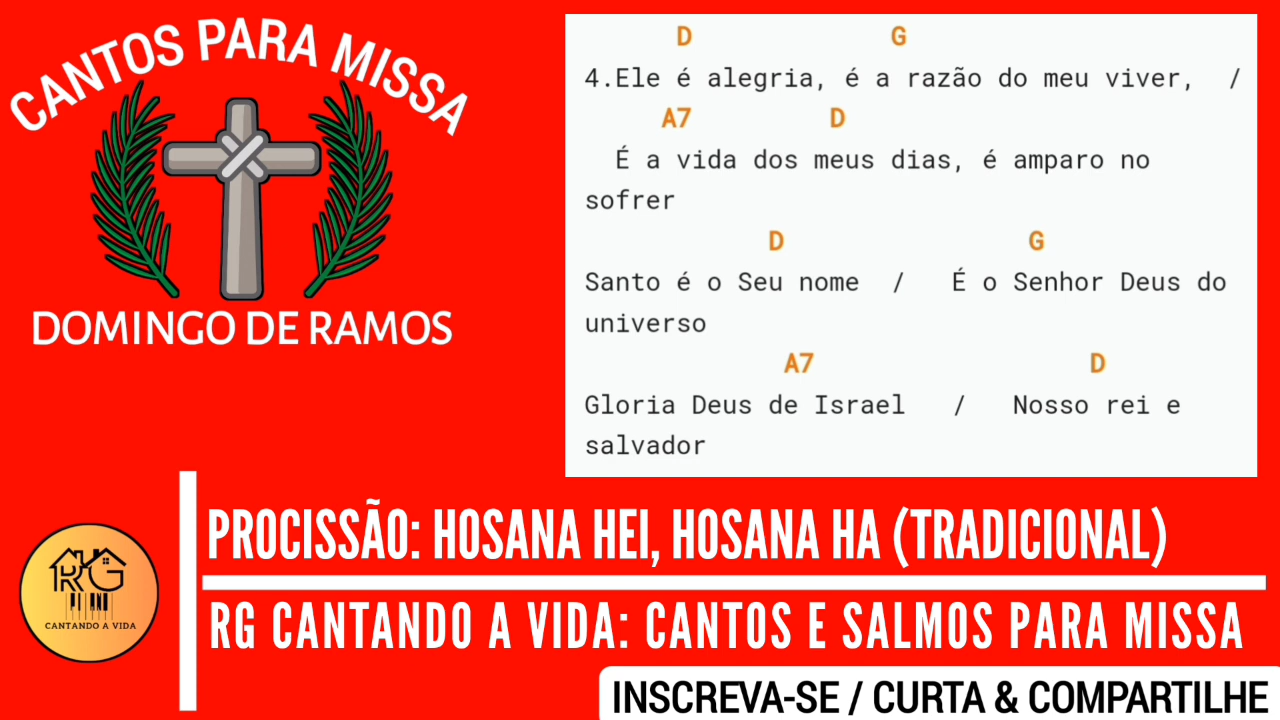 CANTOS PARA MISSA
DOMINGO DE RAMOS
D G
4.Ele é alegria, é a razão do meu viver, /
A7 D
É a vida dos meus dias, é amparo no
sofrer
D G
Santo é o Seu nome / É o Senhor Deus do
universo
A7 D
Gloria Deus de Israel / Nosso rei e
salvador
PROCISSÃO: HOSANA HEI, HOSANA HA (TRADICIONAL)
RG
CANTANDO A VIDA
RG CANTANDO A VIDA: CANTOS E SALMOS PARA MISSA
INSCREVA-SE / CURTA & COMPARTILHE